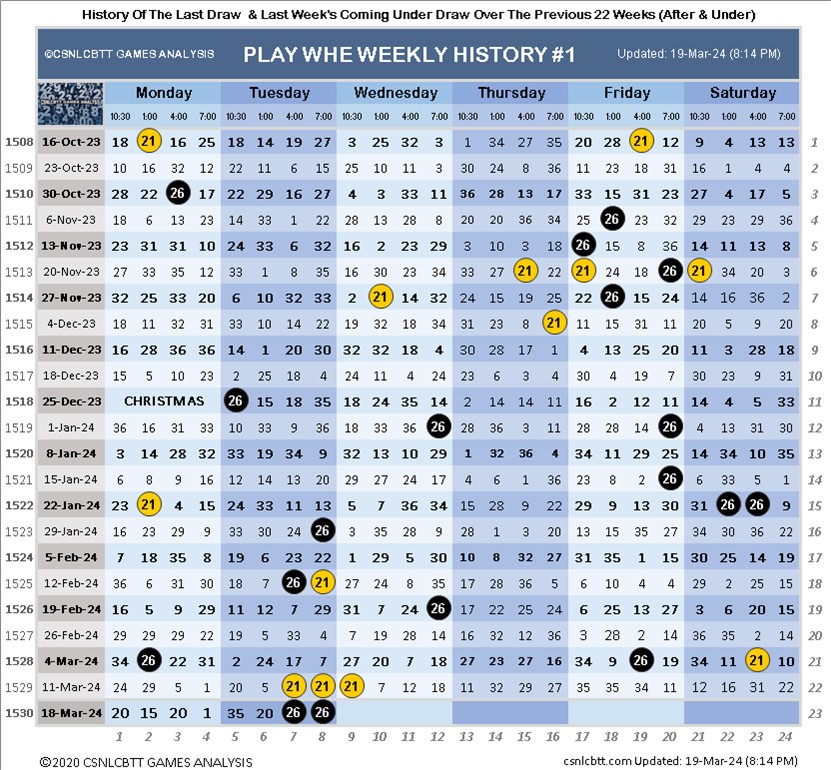 History Of The Last Draw & Last Week's Coming Under Draw Over The Previous 22 Weeks (After & Under)
©CSNLCBTT GAMES ANALYSIS PLAY WHE WEEKLY HISTORY #1 Updated: 19-Mar-24 (8:14 PM)
CSNLCBTT GAMES ANALYSIS Monday Tuesday Wednesday Thursday Friday Saturday
10:30 1:00 4:00 7:00 10:30 1:00 4:00 7:00 10:30 1:00 4:00 7:00 10:30 1:00 4:00 7:00 10:30 1:00 4:00 7:00 10:30 1:00 4:00 7:00
1508 16-Oct-23 18 21 16 25 18 14 19 27 3 25 32 3 1 34 27 35 20 28 21 12 9 4 13 13 1
1509 23-Oct-23 10 16 32 12 22 11 6 15 25 10 11 3 30 24 8 36 11 23 18 31 16 1 4 4 2
1510 30-Oct-23 28 22 26 17 22 29 16 27 4 3 33 11 36 28 13 17 33 15 31 23 27 4 17 5 3
1511 6-Nov-23 18 6 13 23 14 33 1 22 28 13 28 8 20 20 36 34 25 26 23 32 29 23 29 36 4
1512 13-Nov-23 23 31 31 10 24 33 6 32 16 2 23 29 3 10 3 18 26 15 8 36 14 11 13 8 5
1513 20-Nov-23 27 33 35 12 33 1 8 35 16 30 23 34 33 27 21 22 21 24 18 26 21 34 20 3 6
1514 27-Nov-23 32 25 33 20 6 10 32 33 2 21 14 32 24 15 19 25 22 26 15 24 14 16 36 2 7
1515 4-Dec-23 18 11 32 31 33 10 14 22 19 32 18 34 31 23 8 21 11 15 31 11 20 5 9 20 8
1516 11-Dec-23 16 28 36 36 14 1 20 30 32 32 18 4 30 28 17 1 4 13 25 20 11 3 28 18 9
1517 18-Dec-23 15 5 10 23 2 25 18 4 24 11 4 24 23 6 3 4 30 4 19 7 30 23 9 31 10
1518 25-Dec-23 CHRISTMAS 26 15 18 35 18 24 35 14 2 14 14 11 16 2 12 11 14 4 5 33 11
1519 1-Jan-24 36 16 31 33 10 33 9 36 18 33 36 26 28 36 3 11 28 28 14 26 4 13 31 30 12
1520 8-Jan-24 3 14 28 32 33 19 34 9 32 13 10 29 1 32 36 4 34 11 29 25 14 34 10 35 13
1521 15-Jan-24 6 8 9 16 12 13 14 13 29 27 24 17 4 6 1 36 23 8 2 26 6 33 5 1 14
1522 22-Jan-24 23 21 4 15 24 33 11 13 5 7 36 34 15 28 9 22 29 9 13 30 31 26 26 9 15
1523 29-Jan-24 16 23 29 9 33 30 24 26 3 35 28 9 28 1 3 20 13 15 35 27 34 30 36 22 16
1524 5-Feb-24 7 18 35 8 19 6 23 22 1 29 5 30 10 8 32 27 31 35 1 15 30 25 14 19 17
1525 12-Feb-24 36 6 31 30 18 7 26 21 27 24 8 35 17 28 36 5 6 10 4 4 29 2 25 15 18
1526 19-Feb-24 16 5 9 29 11 12 7 29 31 7 24 26 17 22 25 24 6 25 13 27 3 6 20 15 19
1527 26-Feb-24 29 29 29 22 19 5 33 4 7 19 28 14 16 32 12 36 3 28 2 14 36 35 2 14 20
1528 4-Mar-24 34 26 22 31 2 24 17 7 27 20 7 18 27 23 27 16 34 9 26 19 34 11 21 10 21
1529 11-Mar-24 24 29 5 1 20 5 21 21 21 7 12 18 11 32 29 27 35 35 34 11 12 16 31 22 22
1530 18-Mar-24 20 15 20 1 35 20 26 26 23
1 2 3 4 5 6 7 8 9 10 11 12 13 14 15 16 17 18 19 20 21 22 23 24
©2020 CSNLCBTT GAMES ANALYSIS csnlcbtt.com Updated: 19-Mar-24 (8:14 PM)